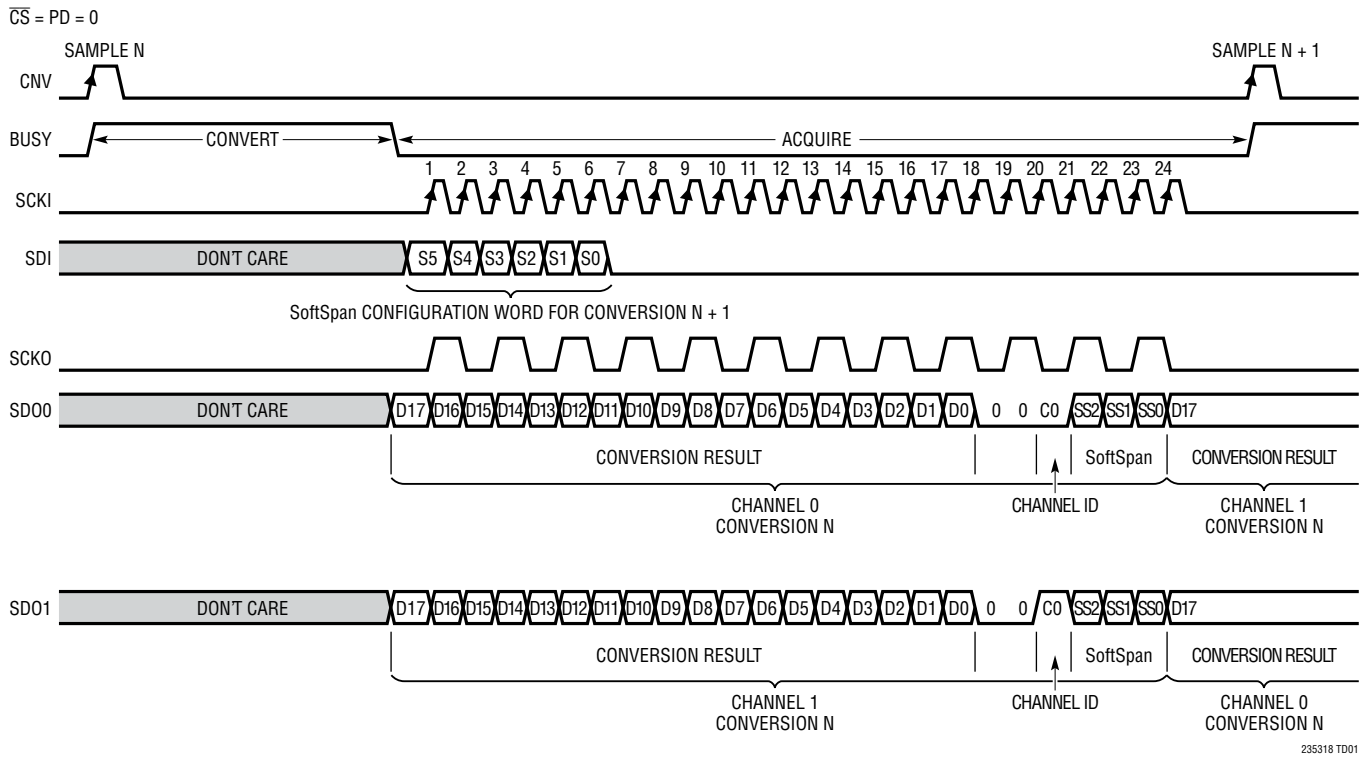 CS = PD = 0
SAMPLE N SAMPLE N + 1
CNV
BUSY CONVERT ACQUIRE
1 2 3 4 5 6 7 8 9 10 11 12 13 14 15 16 17 18 19 20 21 22 23 24
SCKI
SDI DON'T CARE S5 S4 S3 S2 S1 S0
SoftSpan CONFIGURATION WORD FOR CONVERSION N + 1
SCKO
SDO0 DON'T CARE D17 D16 D15 D14 D13 D12 D11 D10 D9 D8 D7 D6 D5 D4 D3 D2 D1 D0 0 0 C0 SS2 SS1 SS0 D17
CONVERSION RESULT SoftSpan CONVERSION RESULT
CHANNEL 0 CHANNEL ID CHANNEL 1
CONVERSION N CONVERSION N
SDO1 DON'T CARE D17 D16 D15 D14 D13 D12 D11 D10 D9 D8 D7 D6 D5 D4 D3 D2 D1 D0 0 0 C0 SS2 SS1 SS0 D17
CONVERSION RESULT SoftSpan CONVERSION RESULT
CHANNEL 1 CHANNEL ID CHANNEL 0
CONVERSION N CONVERSION N
235318 TD01